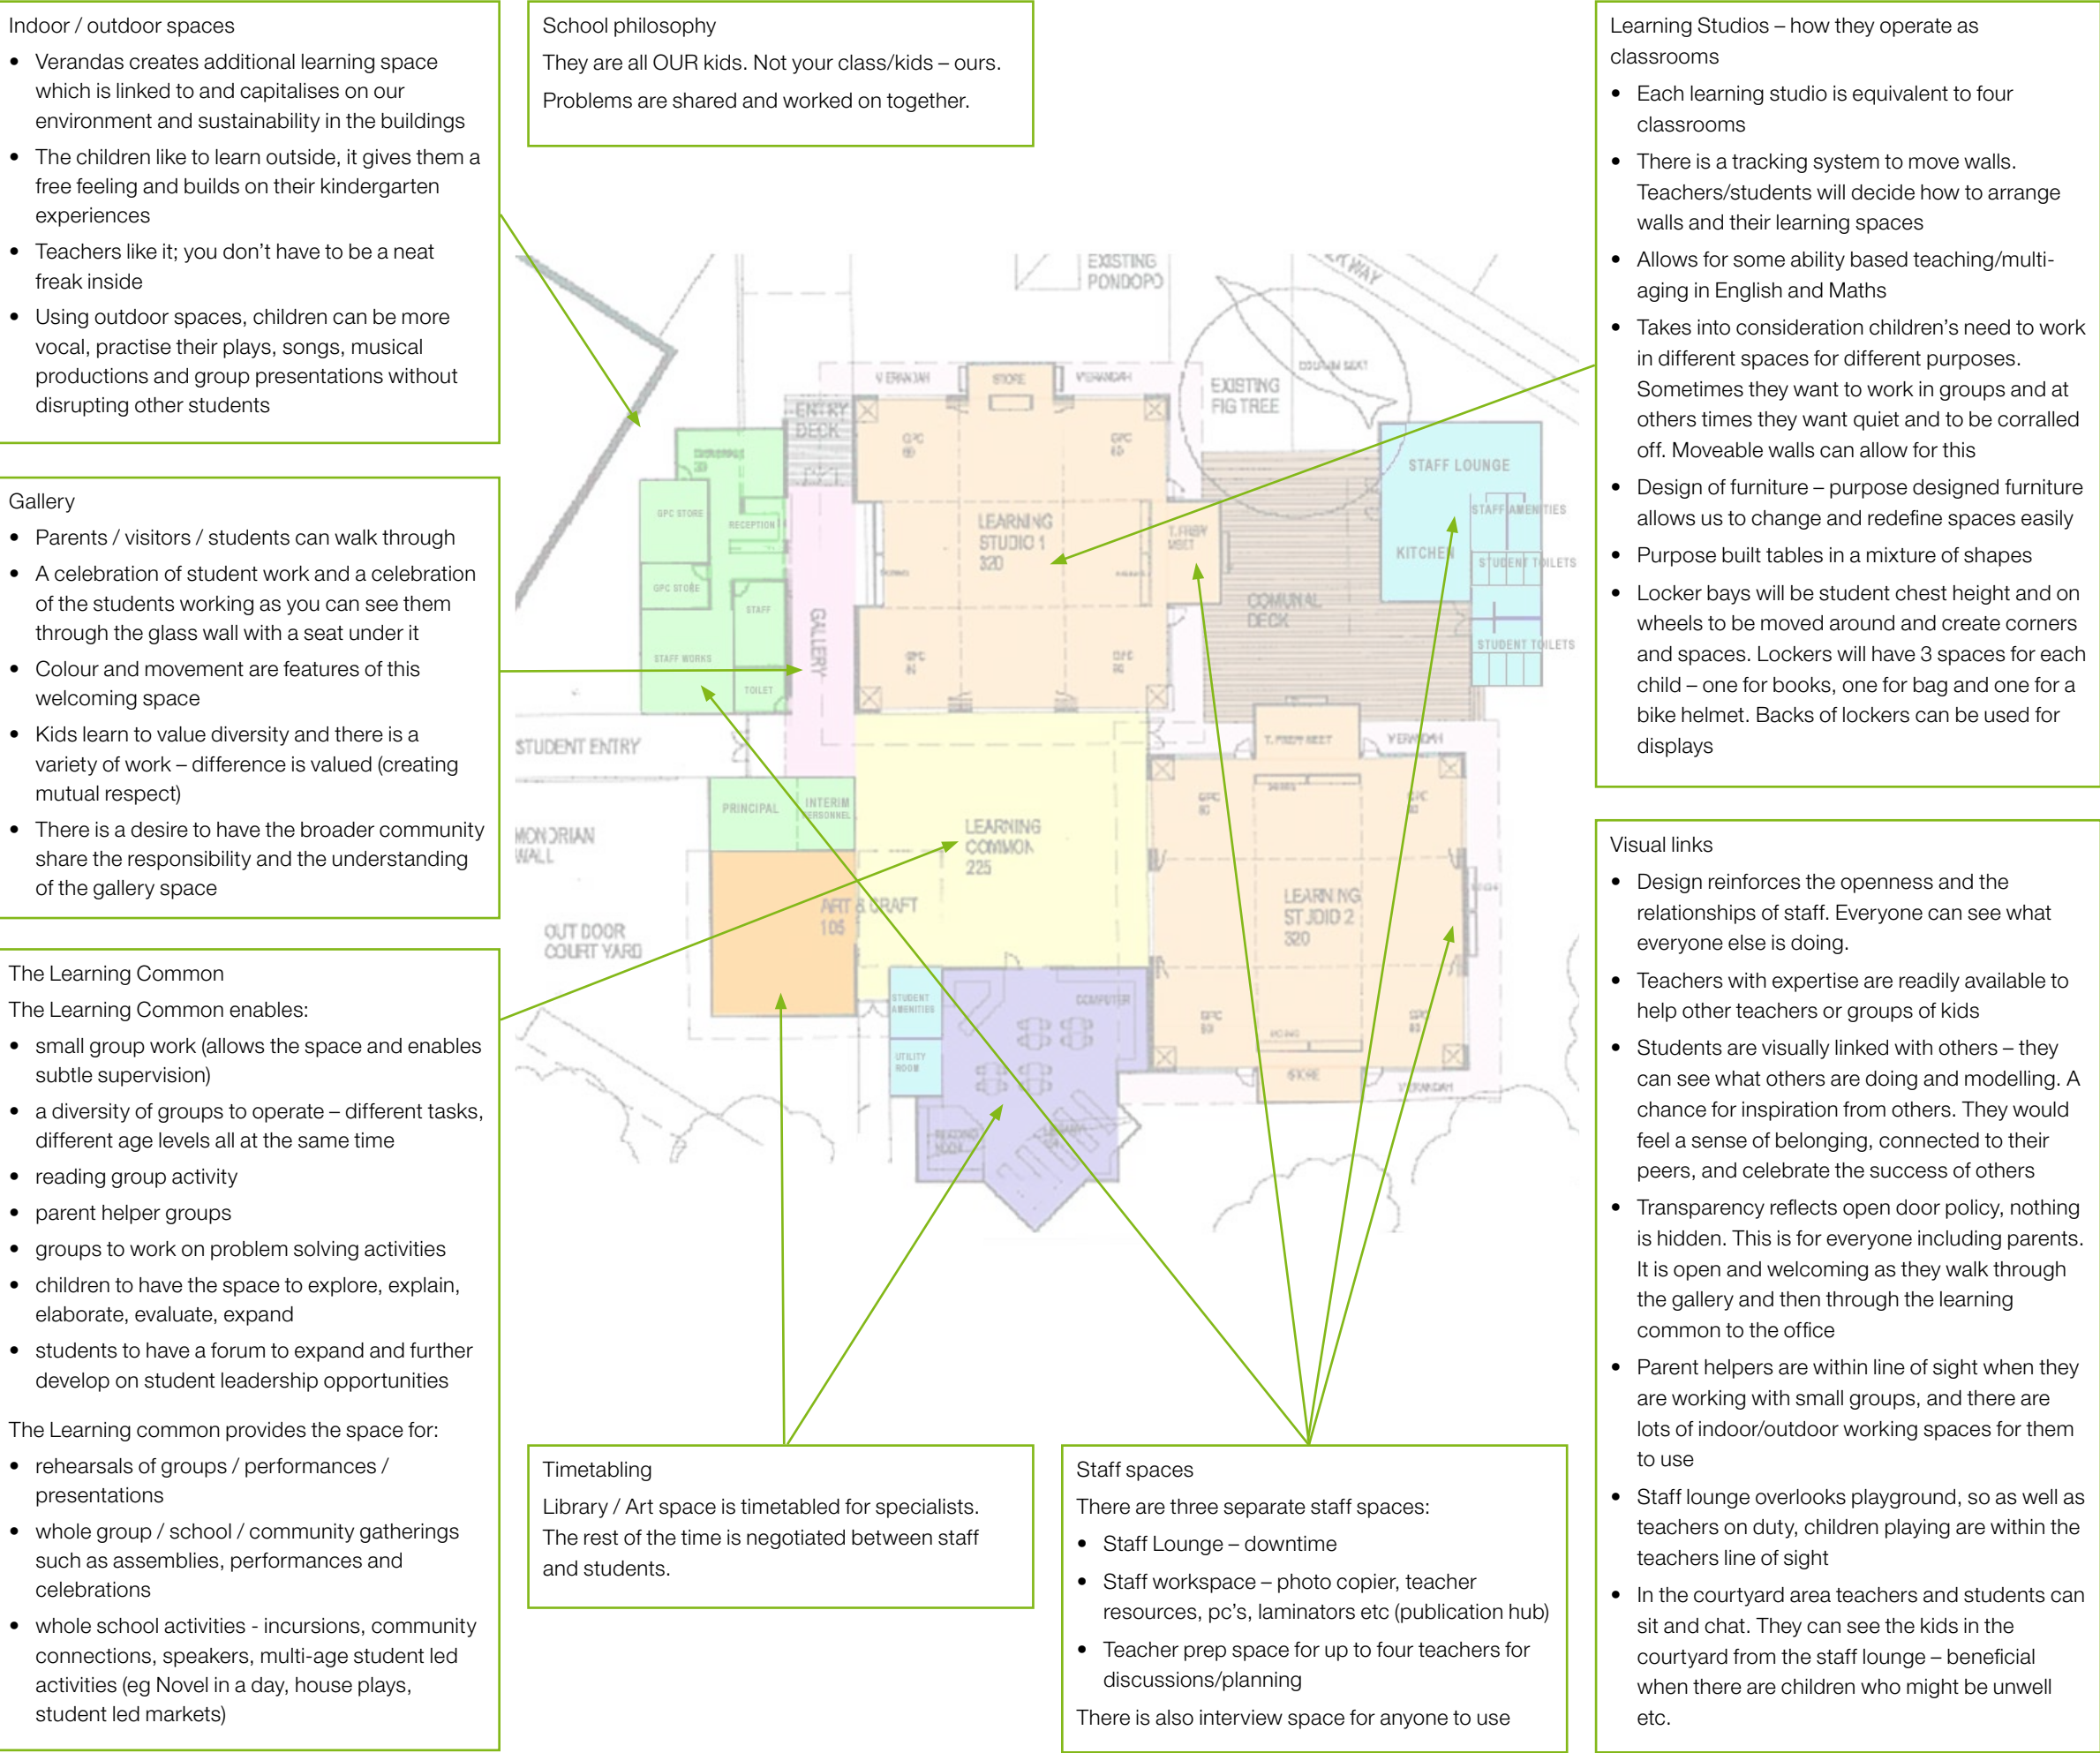 Indoor / outdoor spaces
• Verandas creates additional learning space
which is linked to and capitalises on our
environment and sustainability in the buildings
• The children like to learn outside, it gives them a
free feeling and builds on their kindergarten
experiences
• Teachers like it; you don’t have to be a neat
freak inside
• Using outdoor spaces, children can be more
vocal, practise their plays, songs, musical
productions and group presentations without
disrupting other students
Gallery
• Parents / visitors / students can walk through
• A celebration of student work and a celebration
of the students working as you can see them
through the glass wall with a seat under it
• Colour and movement are features of this
welcoming space
• Kids learn to value diversity and there is a
variety of work – difference is valued (creating
mutual respect)
• There is a desire to have the broader community
share the responsibility and the understanding
of the gallery space
The Learning Common
The Learning Common enables:
• small group work (allows the space and enables
subtle supervision)
• a diversity of groups to operate – different tasks,
different age levels all at the same time
• reading group activity
• parent helper groups
• groups to work on problem solving activities
• children to have the space to explore, explain,
elaborate, evaluate, expand
• students to have a forum to expand and further
develop on student leadership opportunities
The Learning common provides the space for:
• rehearsals of groups / performances /
presentations
• whole group / school / community gatherings
such as assemblies, performances and
celebrations
• whole school activities - incursions, community
connections, speakers, multi-age student led
activities (eg Novel in a day, house plays,
student led markets)
School philosophy
They are all OUR kids. Not your class/kids – ours.
Problems are shared and worked on together.
EXISTING
PONDOPO
VERANDAH
STORE
VERANDAH
EXISTING
FIG TREE
ENTRY
DECK
STAFF LOUNGE
GPC STORE
RECEPTION
LEARNING
STUDIO 1
320
STAFF AMENITIES
KITCHEN
STUDENT TOILETS
GPC STORE
STAFF
COMUNAL
DECK
GALLERY
STAFF WORKS
STUDENT TOILETS
TOILET
STUDENT ENTRY
VERANDAH
PRINCIPAL
INTERIM
PERSONNEL
MONDRIAN
WALL
LEARNING
COMMON
225
ART & CRAFT
105
LEARNING
STUDIO 2
320
OUT DOOR
COURT YARD
STUDENT
AMENITIES
COMPUTER
UTILITY
ROOM
STORE
VERANDAH
Timetabling
Library / Art space is timetabled for specialists.
The rest of the time is negotiated between staff
and students.
Staff spaces
There are three separate staff spaces:
• Staff Lounge – downtime
• Staff workspace – photo copier, teacher
resources, pc’s, laminators etc (publication hub)
• Teacher prep space for up to four teachers for
discussions/planning
There is also interview space for anyone to use
Learning Studios – how they operate as
classrooms
• Each learning studio is equivalent to four
classrooms
• There is a tracking system to move walls.
Teachers/students will decide how to arrange
walls and their learning spaces
• Allows for some ability based teaching/multi-
aging in English and Maths
• Takes into consideration children’s need to work
in different spaces for different purposes.
Sometimes they want to work in groups and at
others times they want quiet and to be corralled
off. Moveable walls can allow for this
• Design of furniture – purpose designed furniture
allows us to change and redefine spaces easily
• Purpose built tables in a mixture of shapes
• Locker bays will be student chest height and on
wheels to be moved around and create corners
and spaces. Lockers will have 3 spaces for each
child – one for books, one for bag and one for a
bike helmet. Backs of lockers can be used for
displays
Visual links
• Design reinforces the openness and the
relationships of staff. Everyone can see what
everyone else is doing.
• Teachers with expertise are readily available to
help other teachers or groups of kids
• Students are visually linked with others – they
can see what others are doing and modelling. A
chance for inspiration from others. They would
feel a sense of belonging, connected to their
peers, and celebrate the success of others
• Transparency reflects open door policy, nothing
is hidden. This is for everyone including parents.
It is open and welcoming as they walk through
the gallery and then through the learning
common to the office
• Parent helpers are within line of sight when they
are working with small groups, and there are
lots of indoor/outdoor working spaces for them
to use
• Staff lounge overlooks playground, so as well as
teachers on duty, children playing are within the
teachers line of sight
• In the courtyard area teachers and students can
sit and chat. They can see the kids in the
courtyard from the staff lounge – beneficial
when there are children who might be unwell
etc.